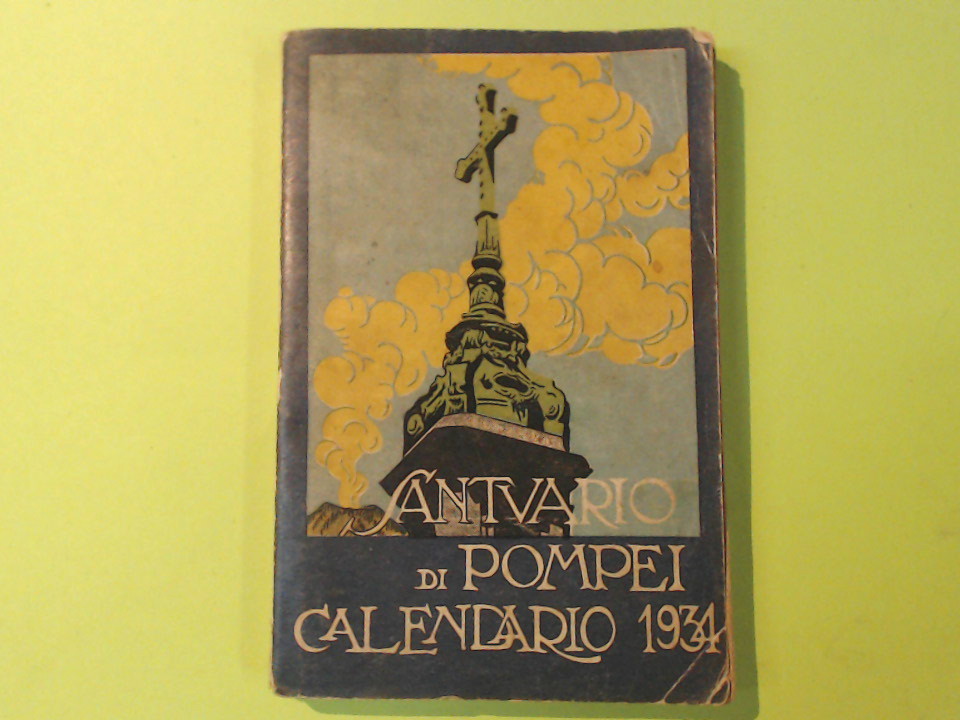 SANTVARIO
DI POMPEI
CALENDARIO 1934